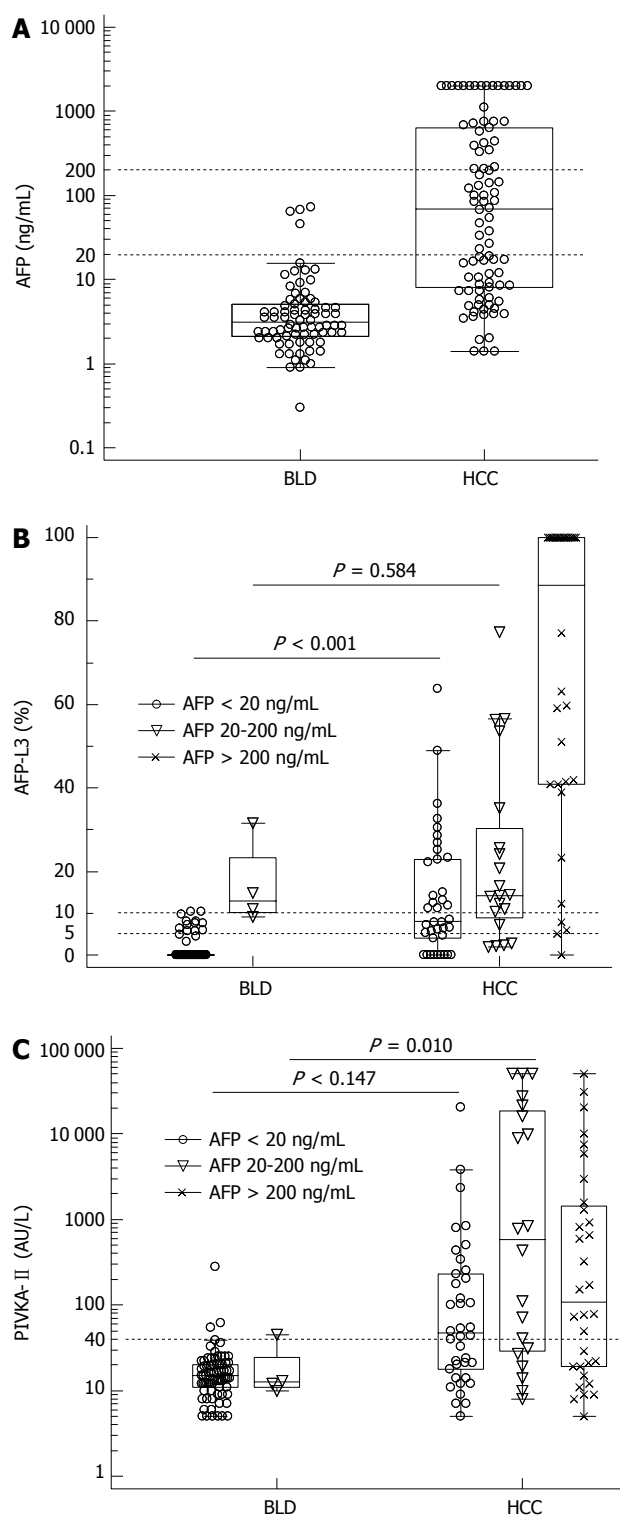 A
10 000
1000
200
100
20
10
1
0.1
AFP (ng/mL)
BLD HCC
B
100
80
60
40
20
10
5
0
AFP-L3 (%)
P = 0.584
P < 0.001
AFP < 20 ng/mL
AFP 20-200 ng/mL
AFP > 200 ng/mL
BLD HCC
C
100 000
10 000
1000
100
40
10
1
PIVKA-Ⅱ (AU/L)
P = 0.010
P < 0.147
AFP < 20 ng/mL
AFP 20-200 ng/mL
AFP > 200 ng/mL
BLD HCC